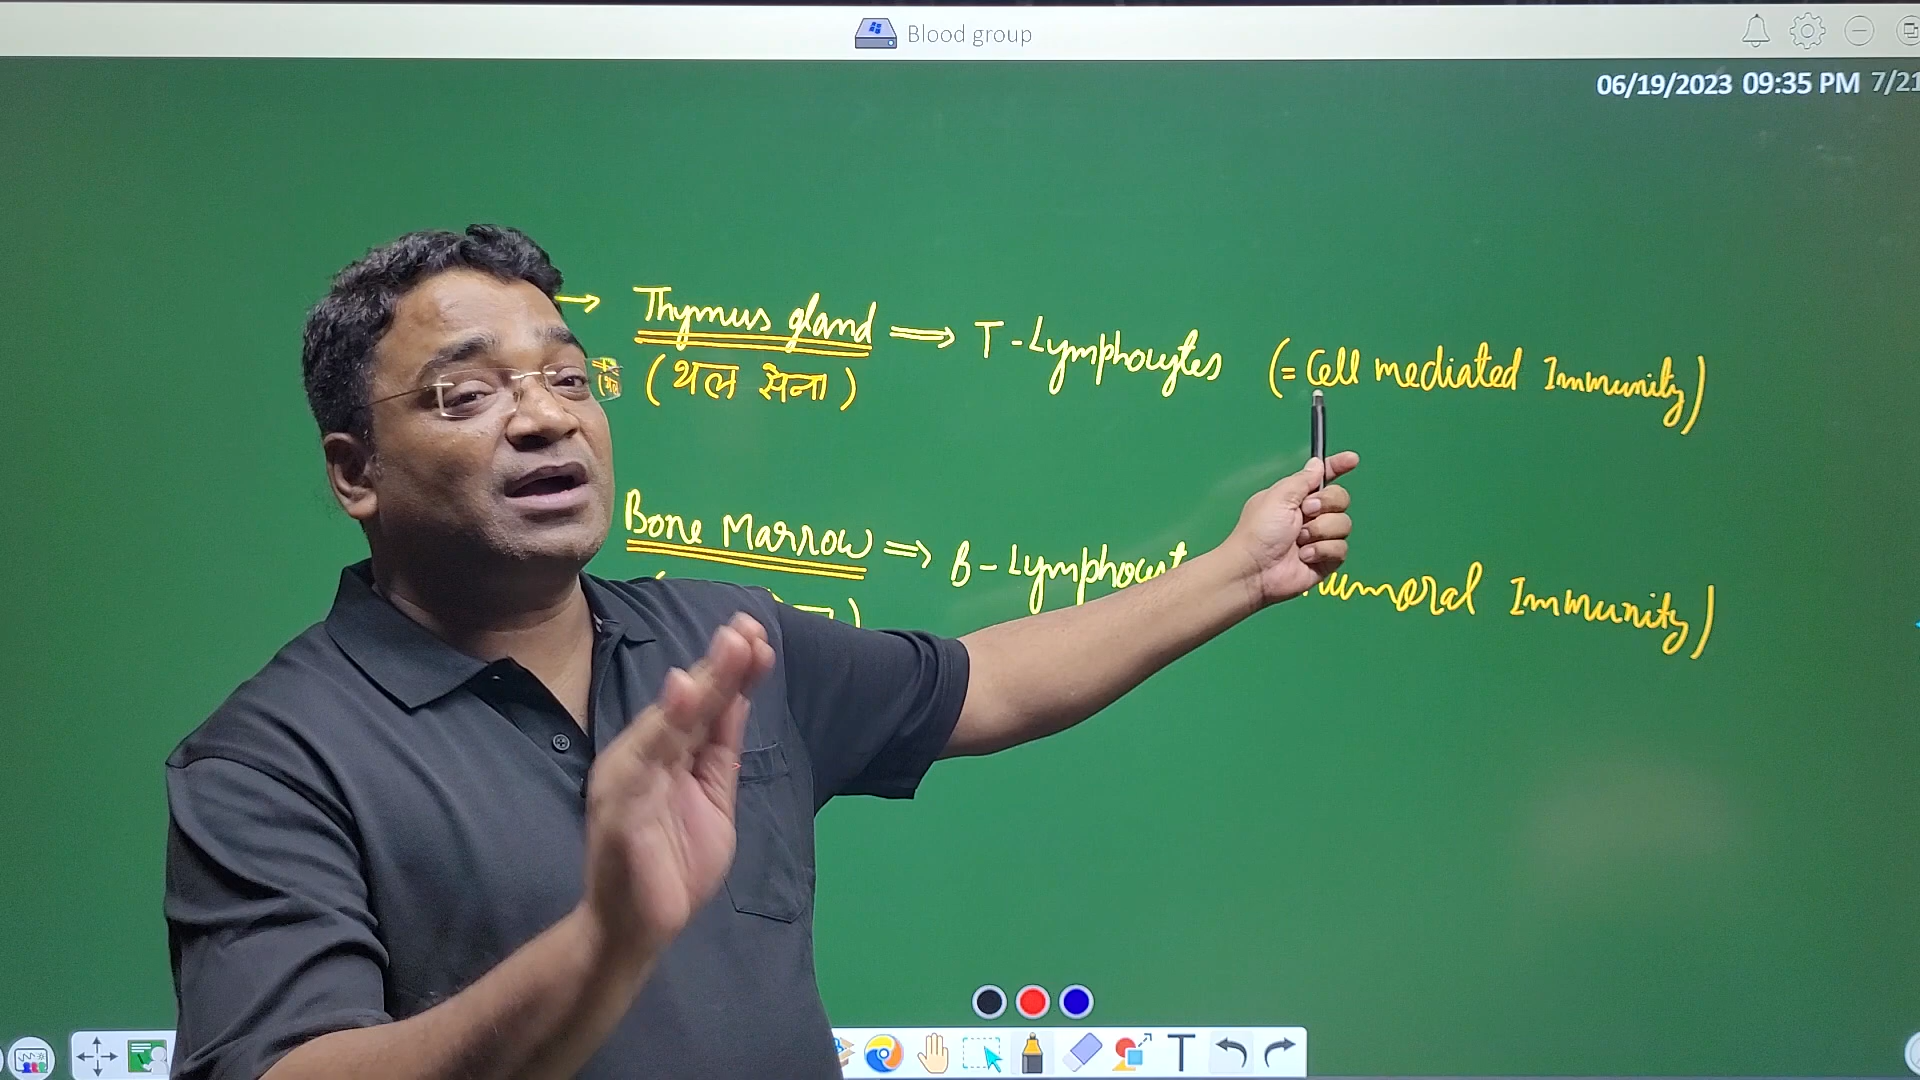 Blood group
06/19/2023 09:35 PM 7/21
→ Thymus gland ⇒ T-Lymphocytes (= Cell mediated Immunity)
(थल सेना)
Bone Marrow ⇒ B-Lymphocyt umoral Immunity)
T